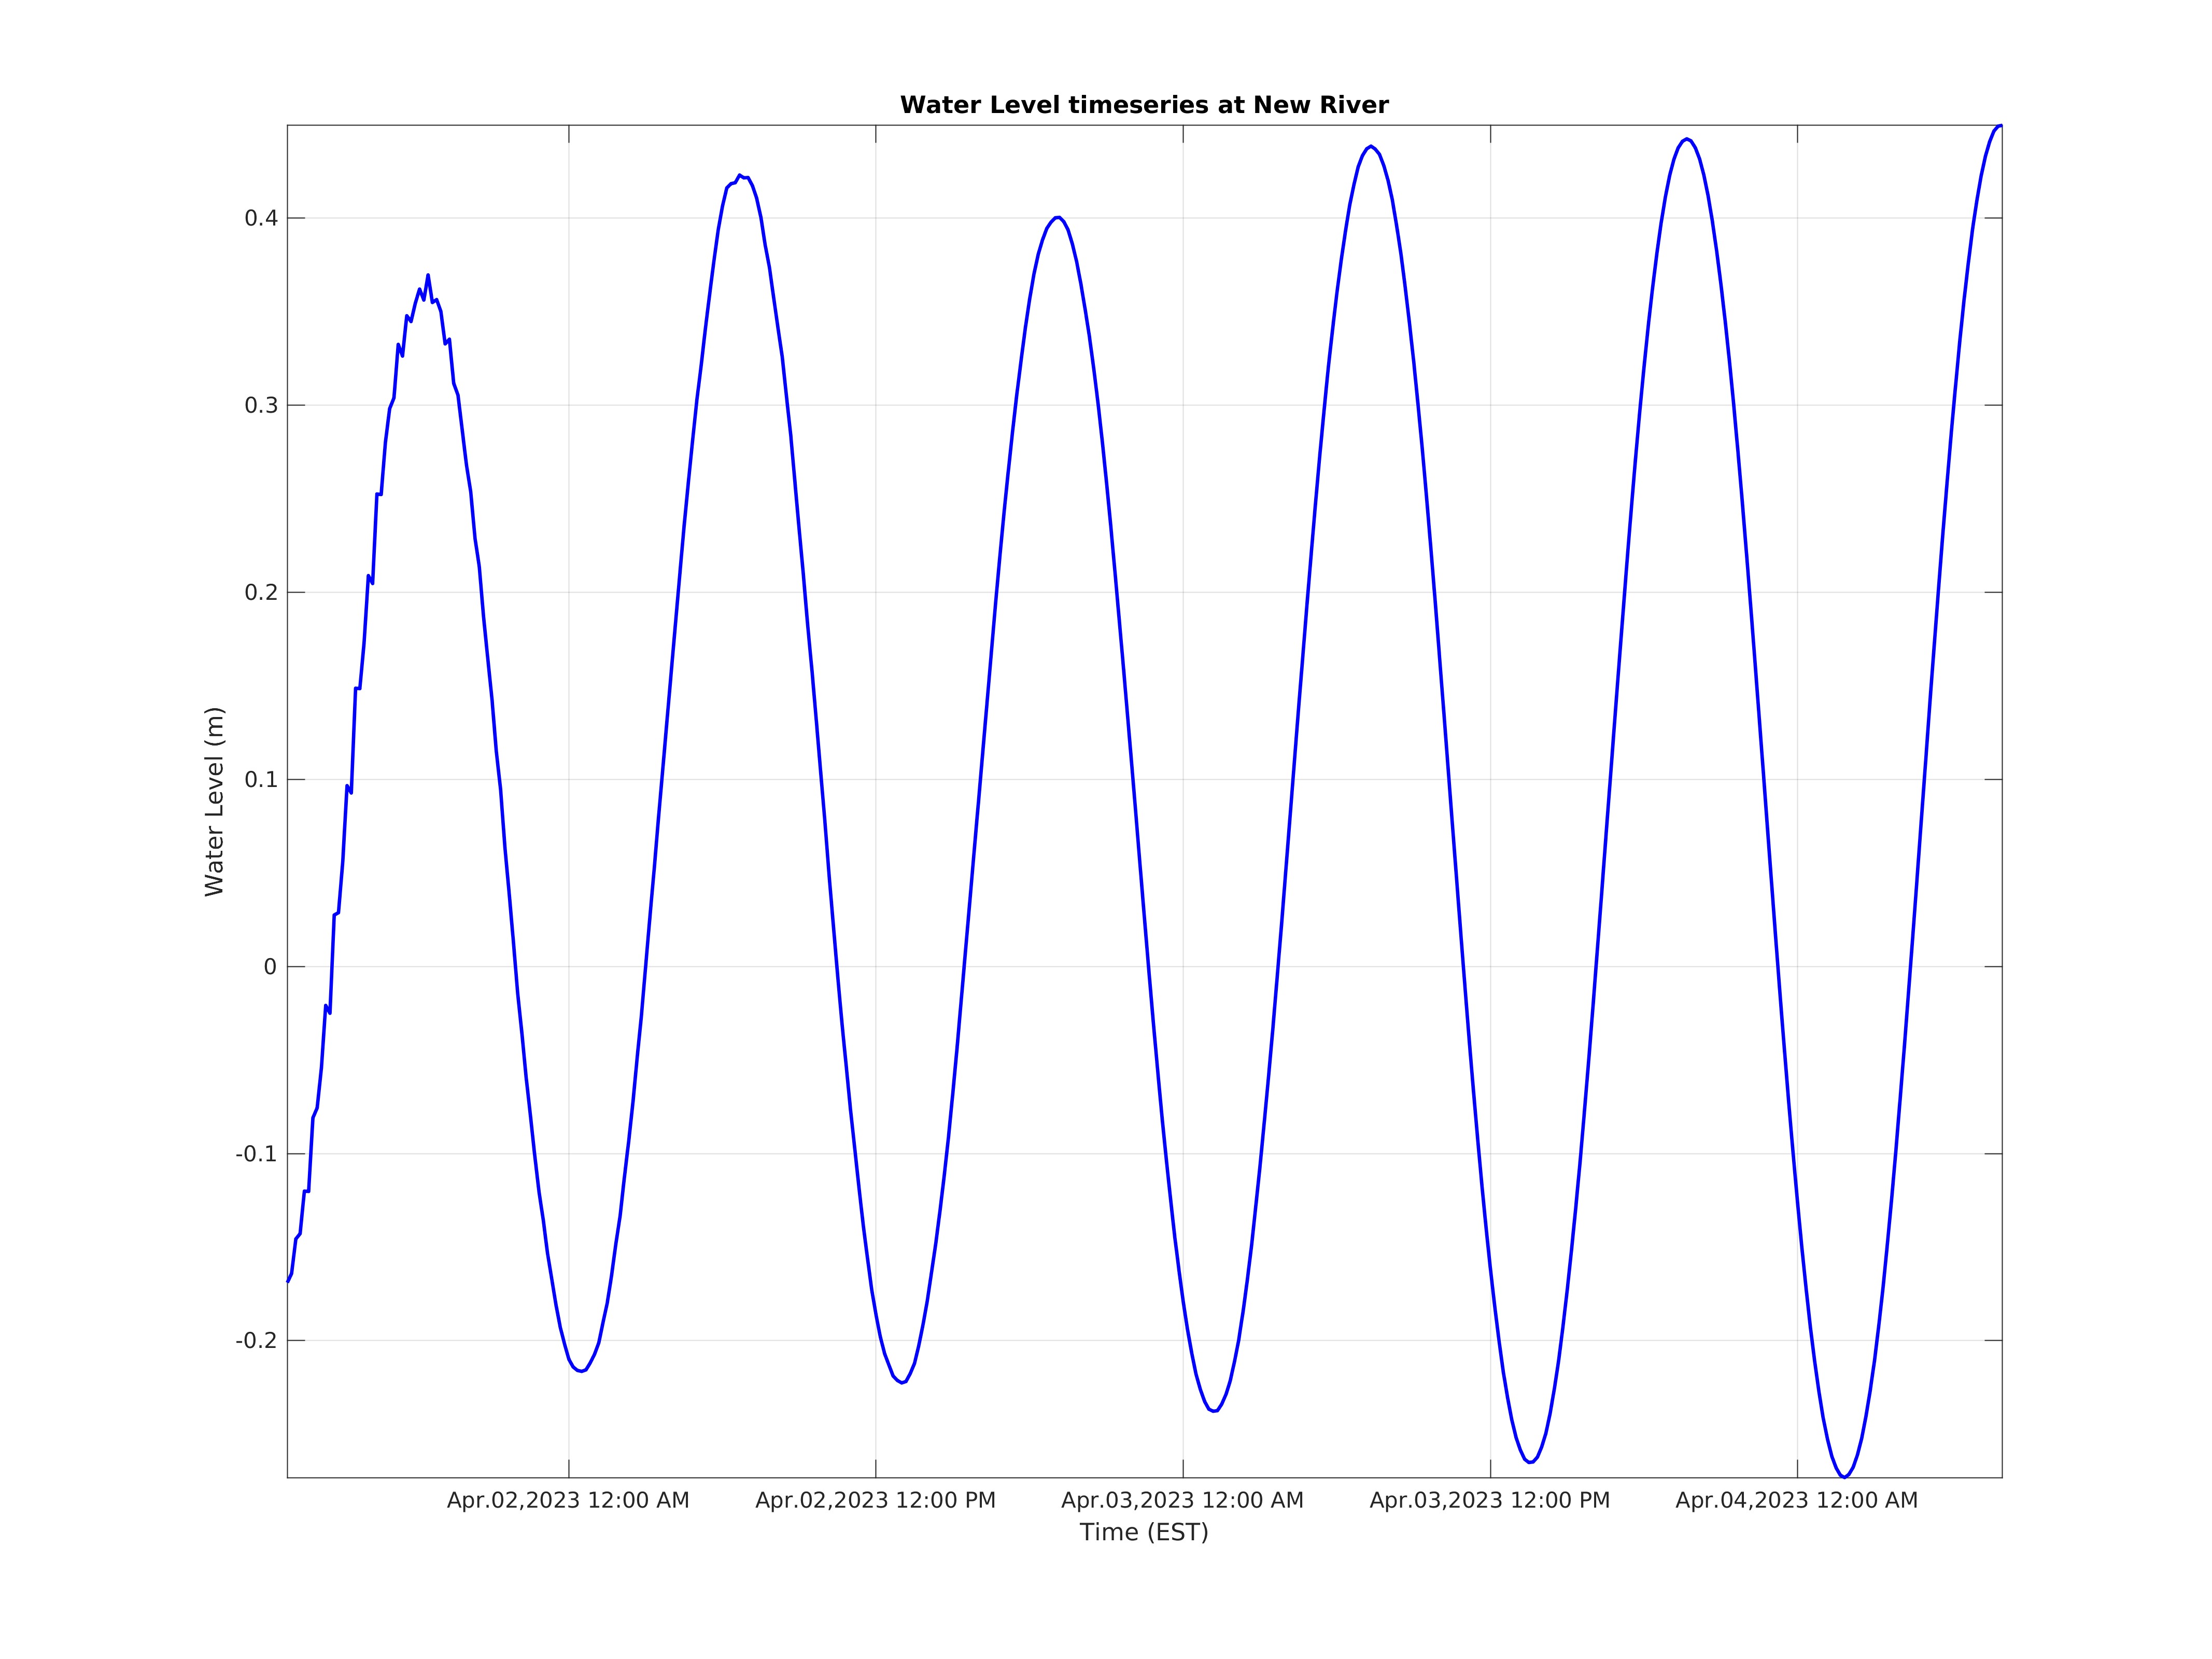 Water Level timeseries at New River
0.4
0.3
0.2
0.1
0
-0.1
-0.2
Water Level (m)
Apr.02,2023 12:00 AM
Apr.02,2023 12:00 PM
Apr.03,2023 12:00 AM
Apr.03,2023 12:00 PM
Apr.04,2023 12:00 AM
Time (EST)